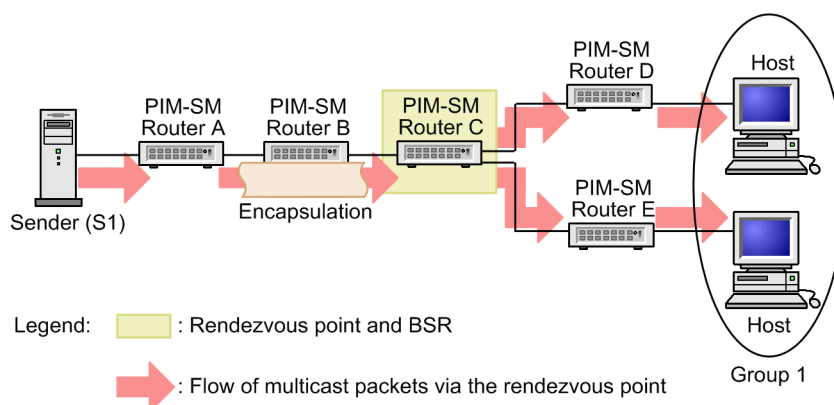 PIM-SM
Router D
Host
PIM-SM
Router A
PIM-SM
Router B
PIM-SM
Router C
Encapsulation
Sender (S1)
PIM-SM
Router E
Host
Group 1
Legend:
: Rendezvous point and BSR
: Flow of multicast packets via the rendezvous point